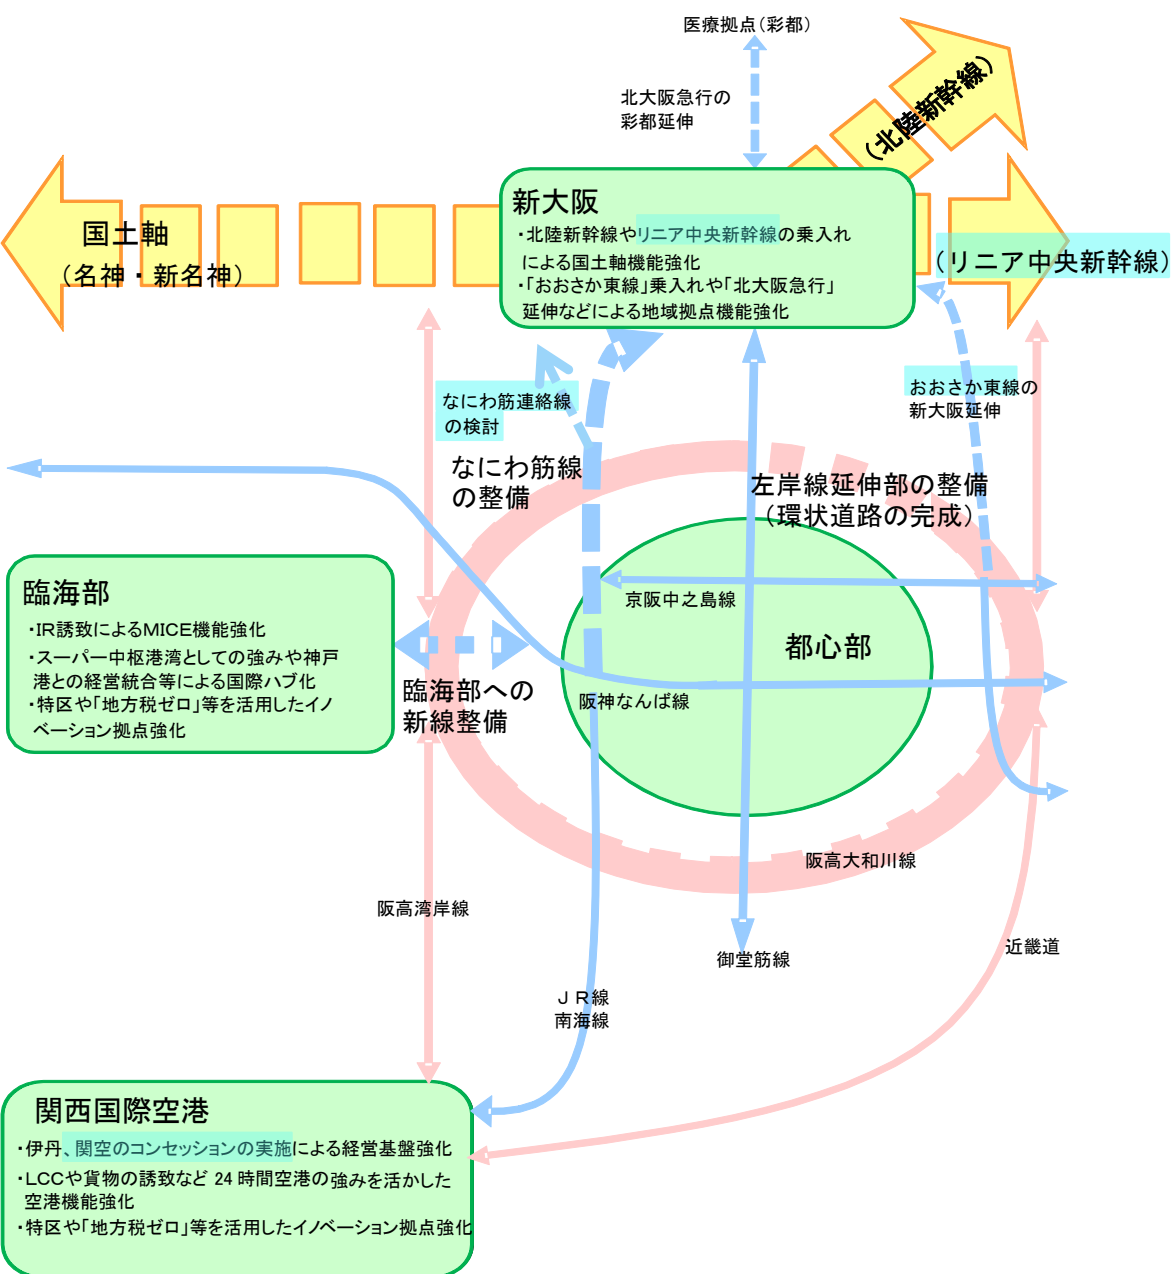 医療拠点（彩都）
北大阪急行の
彩都延伸
（北陸新幹線）
国土軸
（名神・新名神）
新大阪
・北陸新幹線やリニア中央新幹線の乗入れ
による国土軸機能強化
・「おおさか東線」乗入れや「北大阪急行」
延伸などによる地域拠点機能強化
（リニア中央新幹線）
なにわ筋連絡線
の検討
おおさか東線の
新大阪延伸
なにわ筋線
の整備
左岸線延伸部の整備
（環状道路の完成）
臨海部
・IR誘致によるMICE機能強化
・スーパー中枢港湾としての強みや神戸
港との経営統合等による国際ハブ化
・特区や「地方税ゼロ」等を活用したイノ
ベーション拠点強化
京阪中之島線
都心部
臨海部への
新線整備
阪神なんば線
阪高大和川線
阪高湾岸線
御堂筋線
近畿道
ＪＲ線
南海線
関西国際空港
・伊丹、関空のコンセッションの実施による経営基盤強化
・LCCや貨物の誘致など 24 時間空港の強みを活かした
空港機能強化
・特区や「地方税ゼロ」等を活用したイノベーション拠点強化